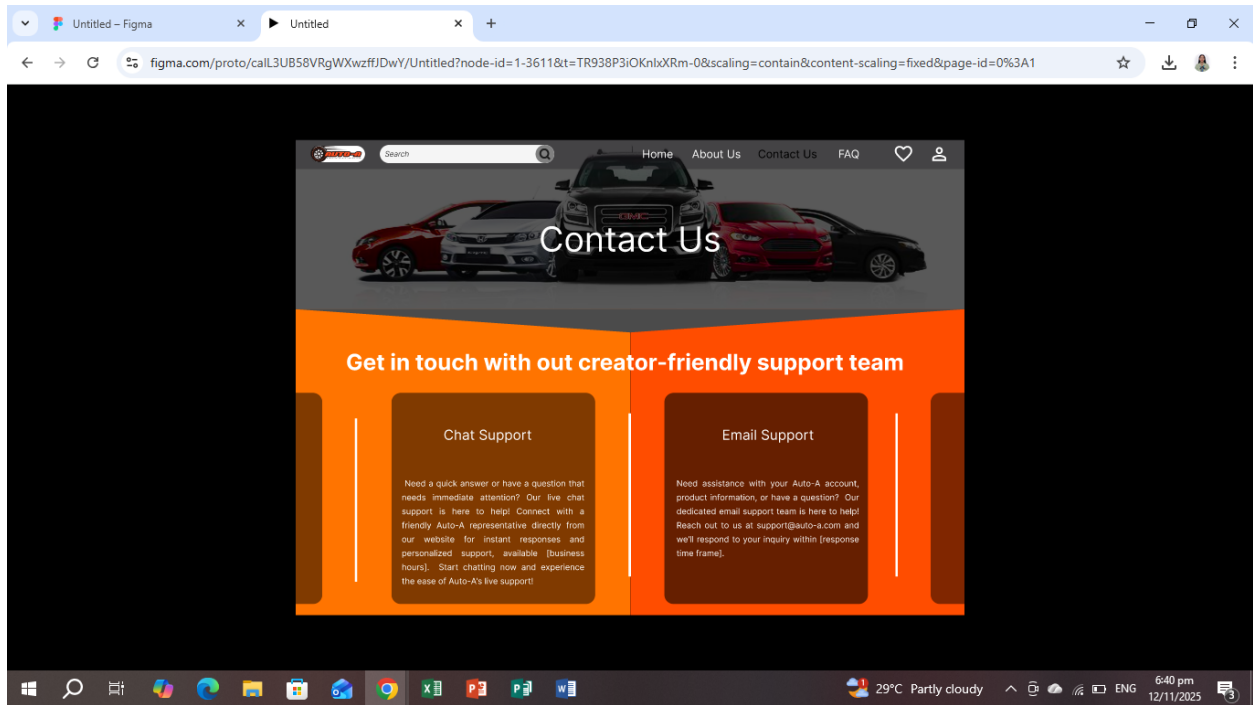 Untitled – Figma
Untitled
figma.com/proto/calL3UB58VRgWXwzffJDwY/Untitled?node-id=1-3611&t=TR938P3iOKnlxXRm-0&scaling=contain&content-scaling=fixed&page-id=0%3A1
AUTO-A
Search
Home About Us Contact Us FAQ
GMC
Contact Us
Get in touch with out creator-friendly support team
Chat Support
Need a quick answer or have a question that
needs immediate attention? Our live chat
support is here to help! Connect with a
friendly Auto-A representative directly from
our website for instant responses and
personalized support, available [business
hours]. Start chatting now and experience
the ease of Auto-A's live support!
Email Support
Need assistance with your Auto-A account,
product information, or have a question? Our
dedicated email support team is here to help!
Reach out to us at support@auto-a.com and
we'll respond to your inquiry within [response
time frame].
29°C Partly cloudy
ENG
6:40 pm
12/11/2025
3